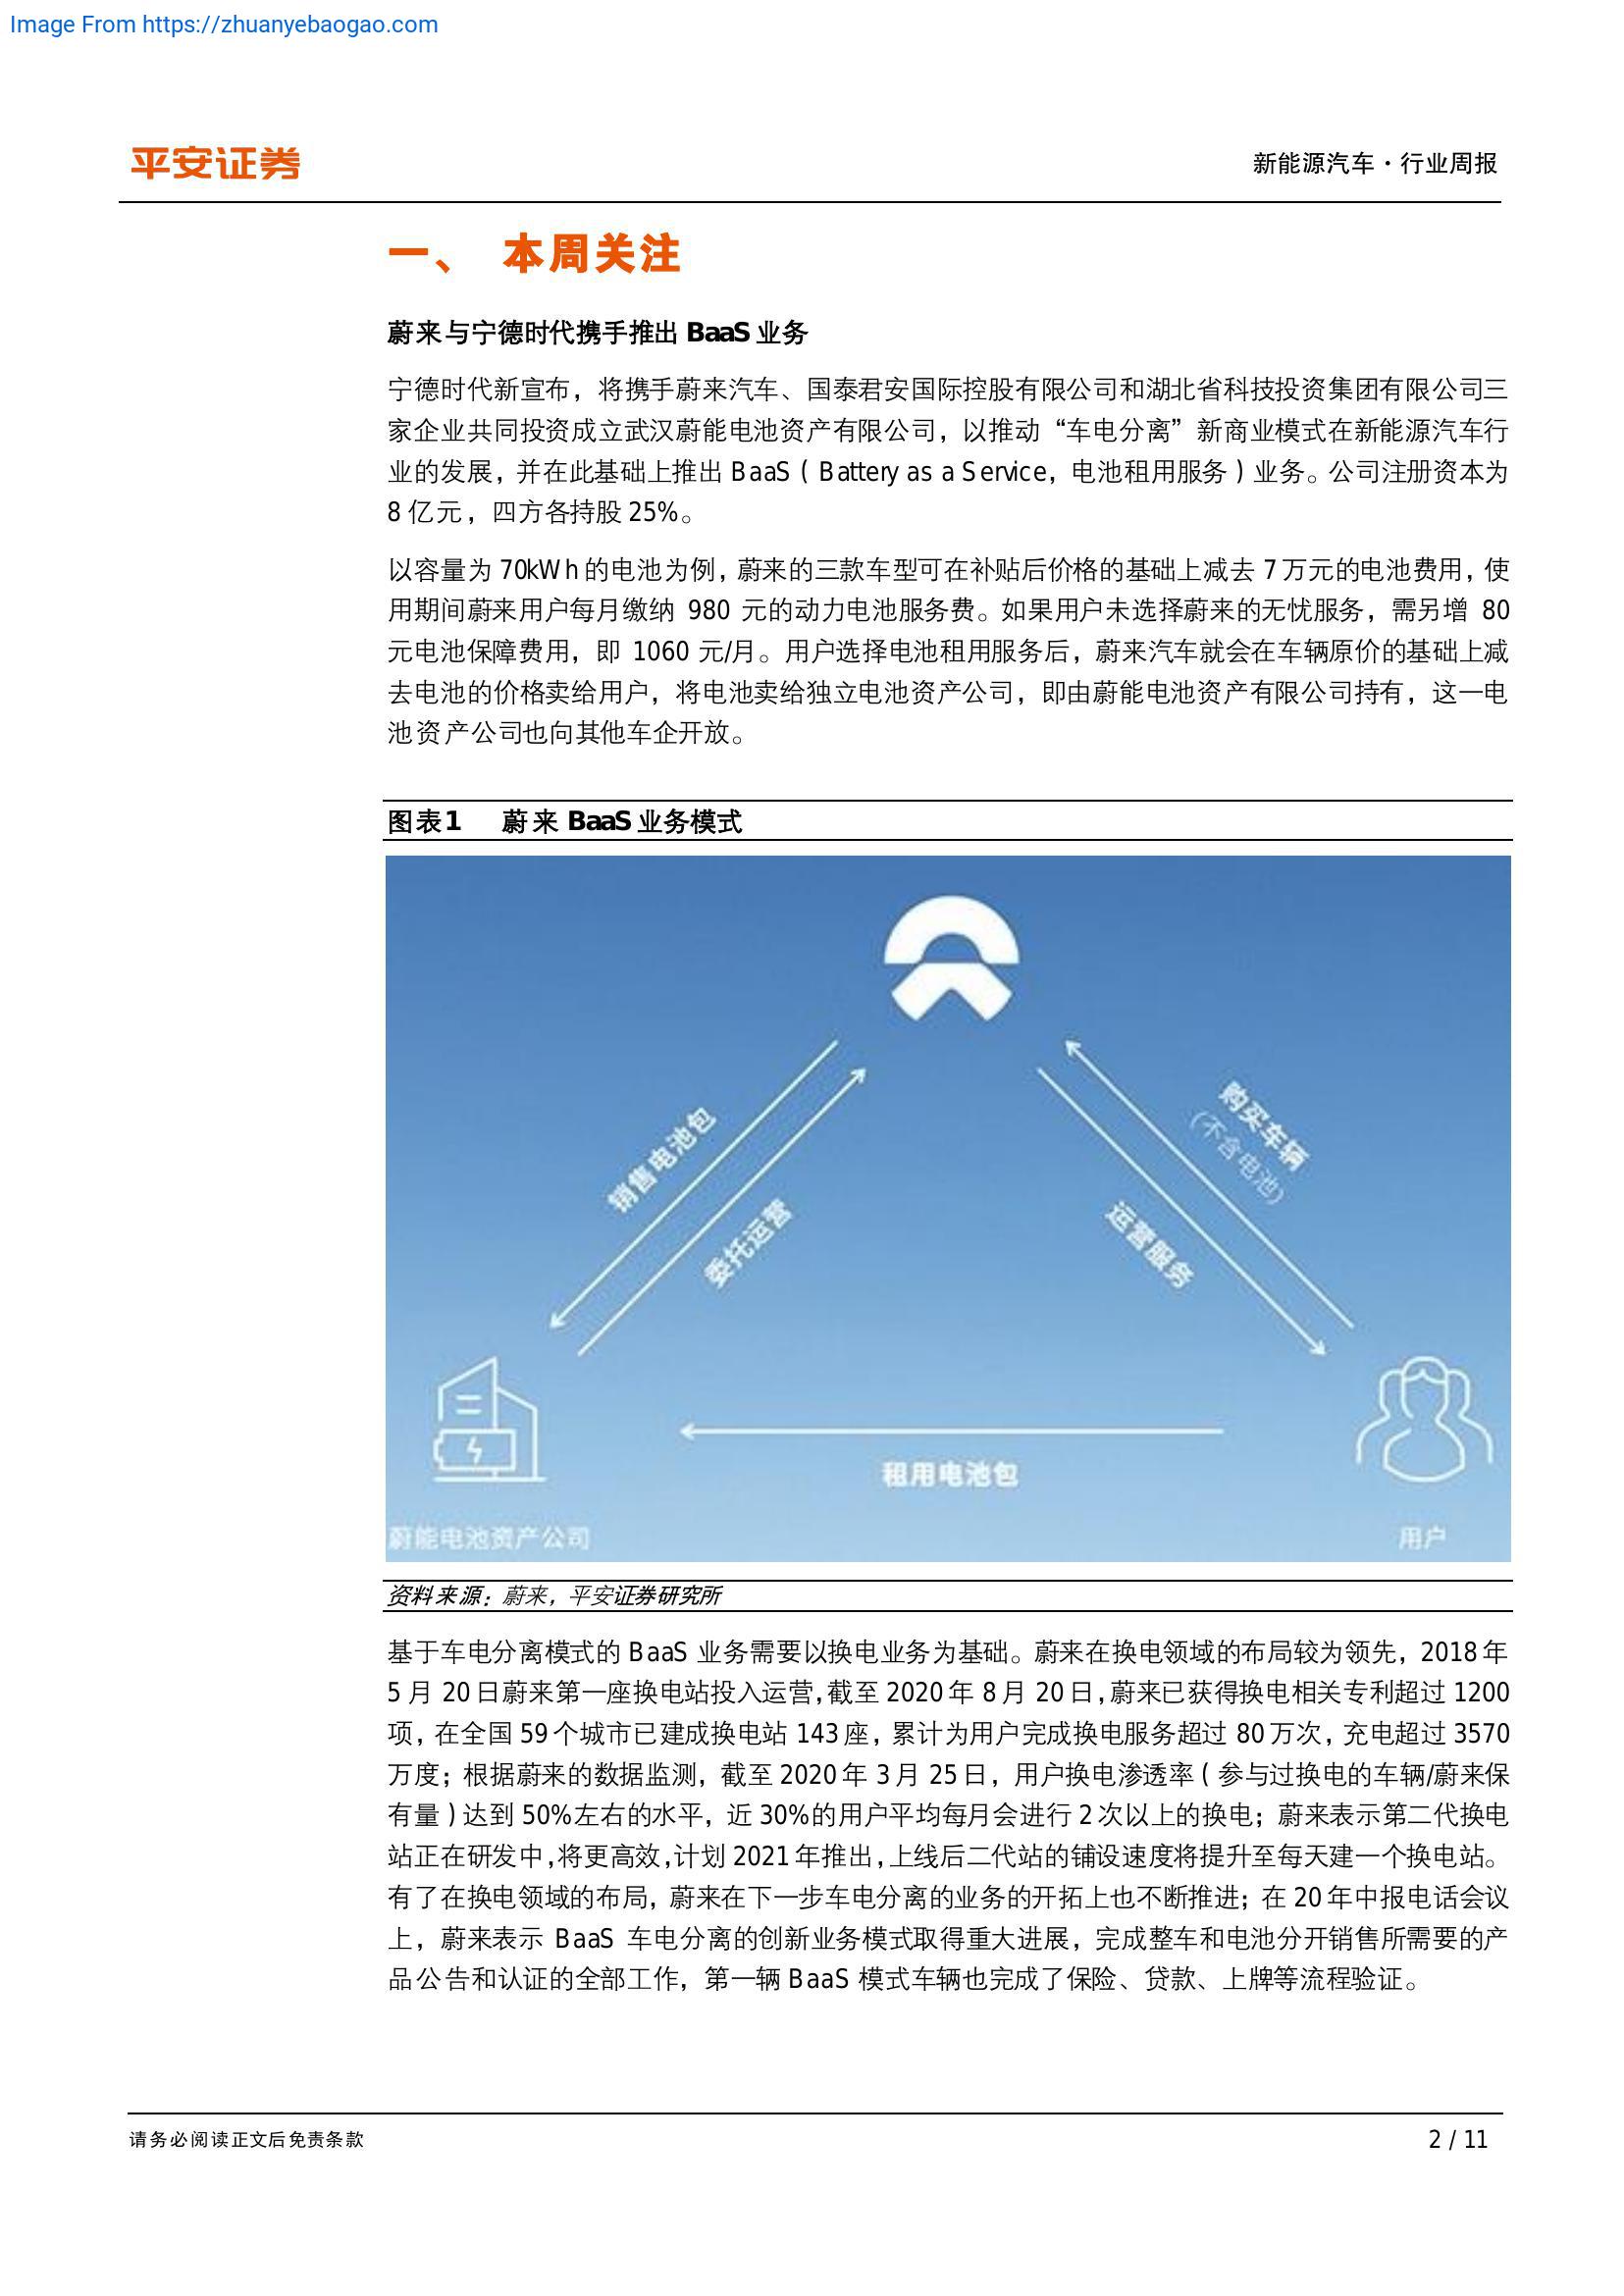 Image From https://zhuanyebaogao.com
平安证券
新能源汽车·行业周报
一、 本周关注
蔚来与宁德时代携手推出 BaaS 业务
宁德时代新宣布，将携手蔚来汽车、国泰君安国际控股有限公司和湖北省科技投资集团有限公司三
家企业共同投资成立武汉蔚能电池资产有限公司，以推动“车电分离”新商业模式在新能源汽车行
业的发展，并在此基础上推出 BaaS（Battery as a Service，电池租用服务）业务。公司注册资本为
8 亿元，四方各持股 25%。
以容量为 70kWh 的电池为例，蔚来的三款车型可在补贴后价格的基础上减去 7 万元的电池费用，使
用期间蔚来用户每月缴纳 980 元的动力电池服务费。如果用户未选择蔚来的无忧服务，需另增 80
元电池保障费用，即 1060 元/月。用户选择电池租用服务后，蔚来汽车就会在车辆原价的基础上减
去电池的价格卖给用户，将电池卖给独立电池资产公司，即由蔚能电池资产有限公司持有，这一电
池资产公司也向其他车企开放。
图表1 蔚来 BaaS 业务模式
销售电池包
委托运营
购买车辆
(不含电池)
运营服务
租用电池包
蔚能电池资产公司
用户
资料来源：蔚来，平安证券研究所
基于车电分离模式的 BaaS 业务需要以换电业务为基础。蔚来在换电领域的布局较为领先，2018 年
5 月 20 日蔚来第一座换电站投入运营，截至 2020 年 8 月 20 日，蔚来已获得换电相关专利超过 1200
项，在全国 59 个城市已建成换电站 143 座，累计为用户完成换电服务超过 80 万次，充电超过 3570
万度；根据蔚来的数据监测，截至 2020 年 3 月 25 日，用户换电渗透率（参与过换电的车辆/蔚来保
有量）达到 50%左右的水平，近 30%的用户平均每月会进行 2 次以上的换电；蔚来表示第二代换电
站正在研发中，将更高效，计划 2021 年推出，上线后二代站的铺设速度将提升至每天建一个换电站。
有了在换电领域的布局，蔚来在下一步车电分离的业务的开拓上也不断推进；在 20 年中报电话会议
上，蔚来表示 BaaS 车电分离的创新业务模式取得重大进展，完成整车和电池分开销售所需要的产
品公告和认证的全部工作，第一辆 BaaS 模式车辆也完成了保险、贷款、上牌等流程验证。
请务必阅读正文后免责条款
2 / 11